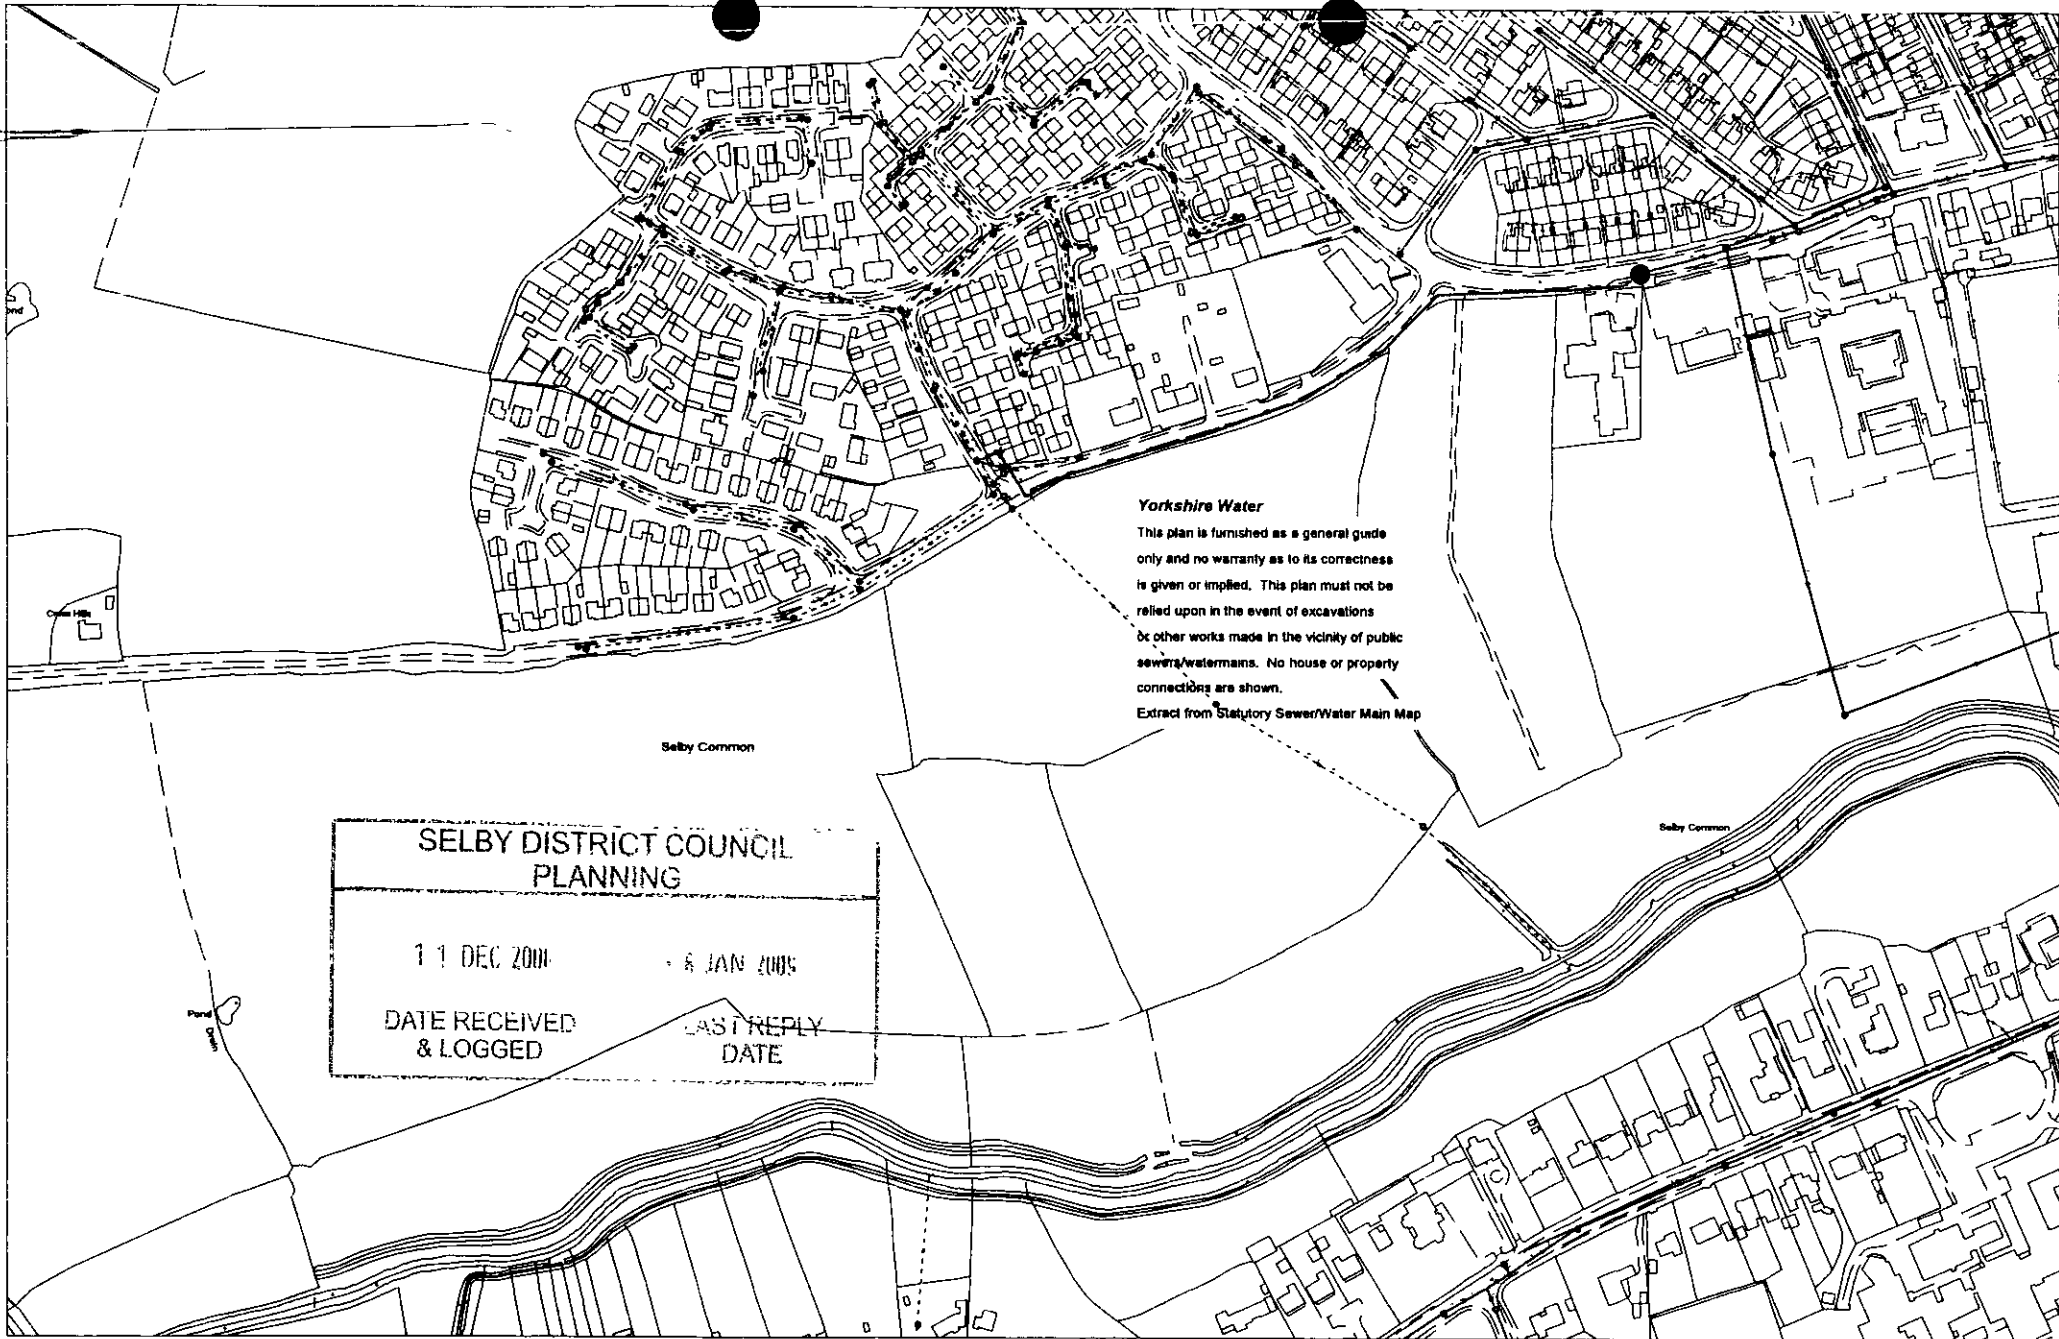 Yorkshire Water
This plan is furnished as a general guide
only and no warranty as to its correctness
is given or implied. This plan must not be
relied upon in the event of excavations
or other works made in the vicinity of public
sewers/watermains. No house or property
connections are shown.
Extract from Statutory Sewer/Water Main Map
Selby Common
Selby Common
SELBY DISTRICT COUNCIL
PLANNING
11 DEC
JAN
DATE RECEIVED
& LOGGED
LAST REPLY
DATE
Pond
Drain